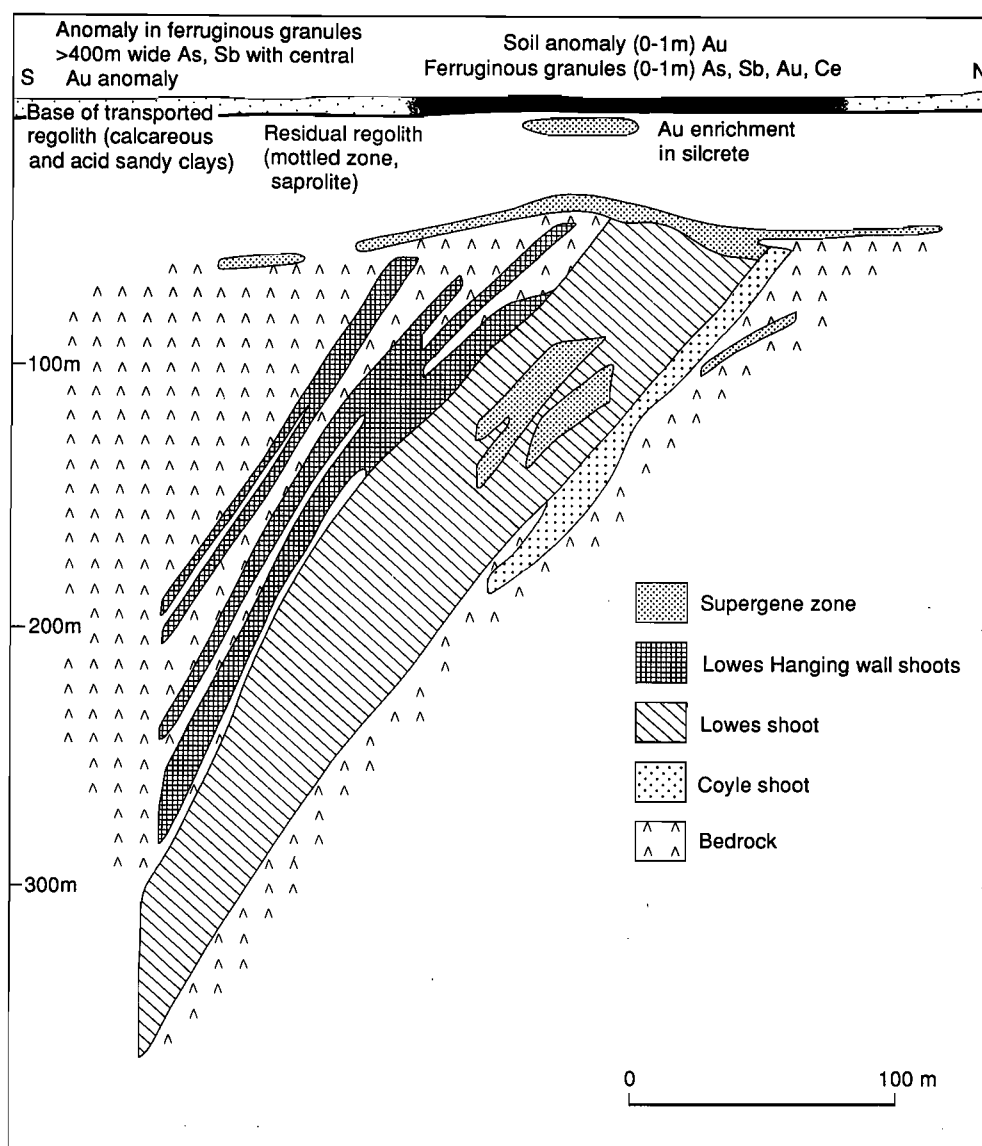 Anomaly in ferruginous granules
>400m wide As, Sb with central
Au anomaly
Soil anomaly (0-1m) Au
Ferruginous granules (0-1m) As, Sb, Au, Ce
S
N
Base of transported
regolith (calcareous
and acid sandy clays)
Residual regolith
(mottled zone,
saprolite)
Au enrichment
in silcrete
100m
200m
300m
Supergene zone
Lowes Hanging wall shoots
Lowes shoot
Coyle shoot
Bedrock
0
100 m